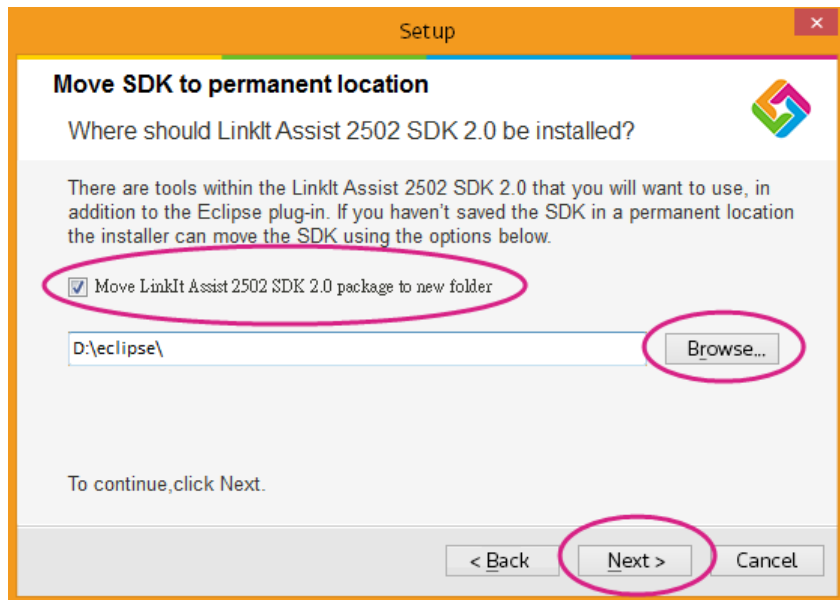 Setup
Move SDK to permanent location
Where should LinkIt Assist 2502 SDK 2.0 be installed?
There are tools within the LinkIt Assist 2502 SDK 2.0 that you will want to use, in
addition to the Eclipse plug-in. If you haven't saved the SDK in a permanent location
the installer can move the SDK using the options below.
Move LinkIt Assist 2502 SDK 2.0 package to new folder
D:\eclipse\
Browse...
To continue,click Next.
< Back
Next >
Cancel